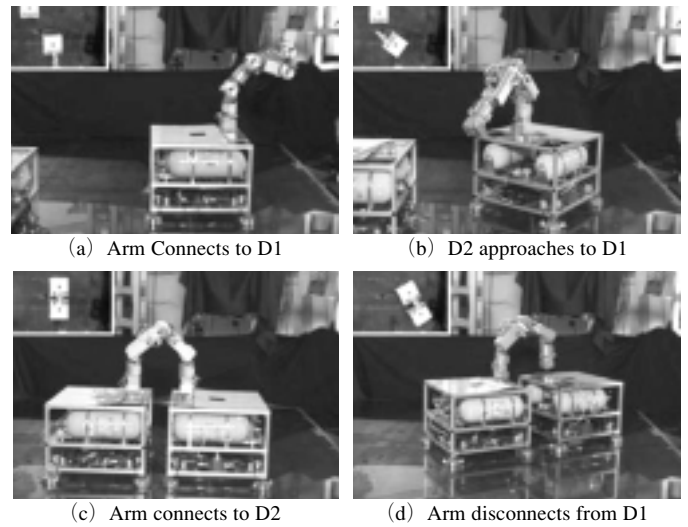 (a) Arm Connects to D1
(b) D2 approaches to D1
(c) Arm connects to D2
(d) Arm disconnects from D1